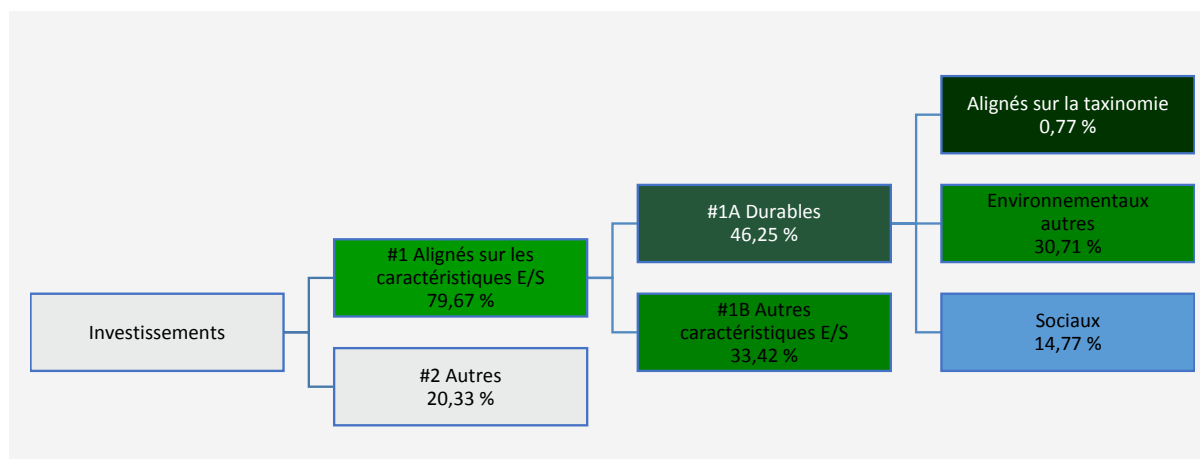 Investissements
#1 Alignés sur les
caractéristiques E/S
79,67 %
#2 Autres
20,33 %
#1A Durables
46,25 %
#1B Autres
caractéristiques E/S
33,42 %
Alignés sur la taxinomie
0,77 %
Environnementaux
autres
30,71 %
Sociaux
14,77 %